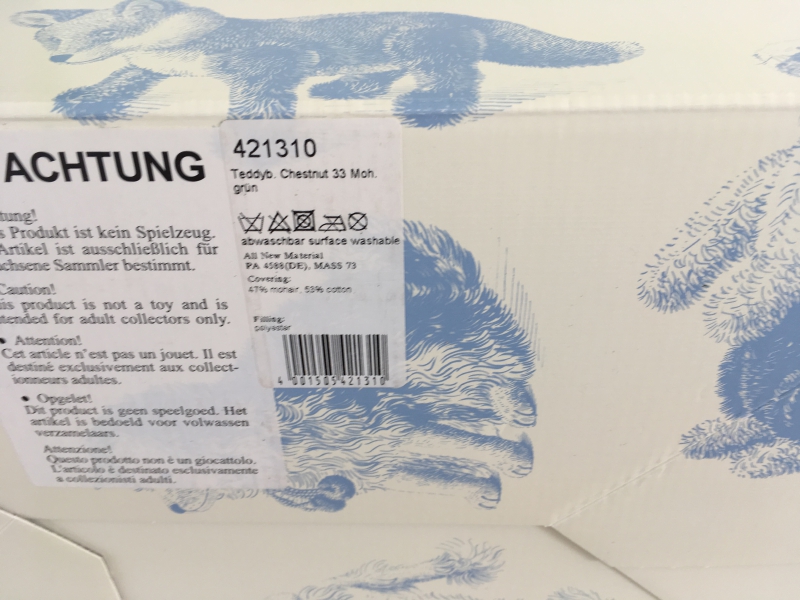 ACHTUNG
tung!
s Produkt ist kein Spielzeug.
Artikel ist ausschließlich für
achsene Sammler bestimmt.
Caution!
is product is not a toy and is
tended for adult collectors only.
• Attention!
Cet article n'est pas un jouet. Il est
destiné exclusivement aux collect-
ionneurs adultes.
• Opgelet!
Dit product is geen speelgoed. Het
artikel is bedoeld voor volwassen
verzamelaars.
Attenzione!
Questo prodotto non è un giocattolo.
L'articolo è destinato esclusivamente
a collezionisti adulti.
421310
Teddyb. Chestnut 33 Moh.
grün
abwaschbar surface washable
All New Material
PA 4588(DE), MASS 73
Covering:
47% mohair, 53% cotton
Filling:
polyester
4 001505 421310